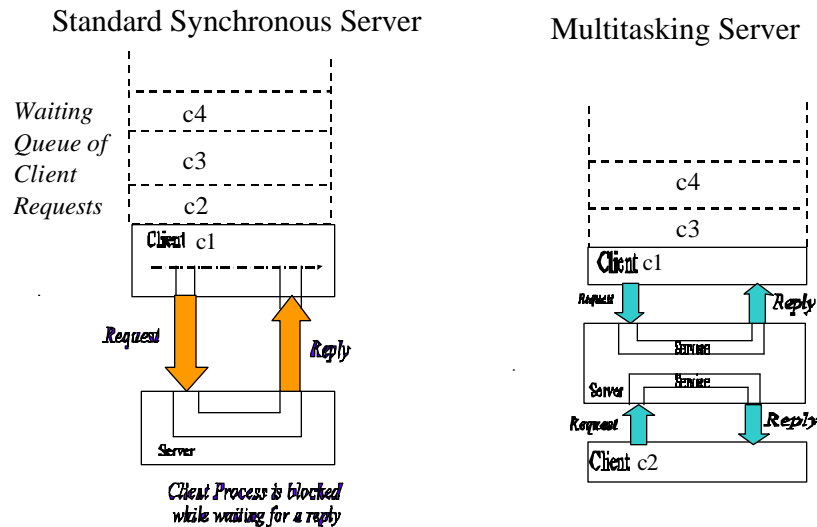 Standard Synchronous Server
Waiting
Queue of
Client
Requests
c4
c3
c2
Client c1
Request
Reply
Server
Client Process is blocked
while waiting for a reply
Multitasking Server
c4
c3
Client c1
Request
Reply
Service
Service
Server
Request
Reply
Client c2